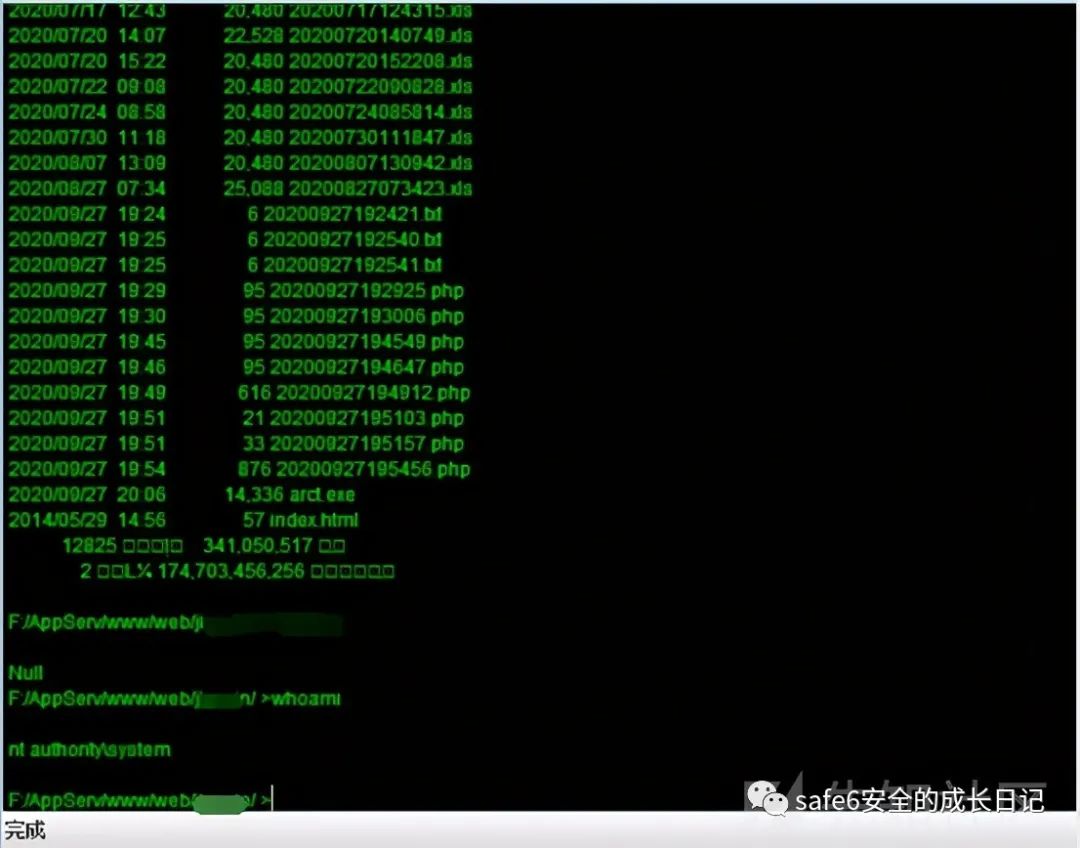 2020/07/17 12:43 20,480 20200717124315.xls
2020/07/20 14:07 22,528 20200720140749.xls
2020/07/20 15:22 20,480 20200720152208.xls
2020/07/22 09:08 20,480 20200722090828.xls
2020/07/24 08:58 20,480 20200724085814.xls
2020/07/30 11:18 20,480 20200730111847.xls
2020/08/07 13:09 20,480 20200807130942.xls
2020/08/27 07:34 25,088 20200827073423.xls
2020/09/27 19:24 6 20200927192421.txt
2020/09/27 19:25 6 20200927192540.txt
2020/09/27 19:25 6 20200927192541.txt
2020/09/27 19:29 95 20200927192925.php
2020/09/27 19:30 95 20200927193006.php
2020/09/27 19:45 95 20200927194549.php
2020/09/27 19:46 95 20200927194647.php
2020/09/27 19:49 616 20200927194912.php
2020/09/27 19:51 21 20200927195103.php
2020/09/27 19:51 33 20200927195157.php
2020/09/27 19:54 876 20200927195456.php
2020/09/27 20:06 14,336 arct.exe
2014/05/29 14:56 57 index.html
12825 □□□|□ 341,050,517 □□
2 □□L¼ 174,703,456,256 □□□□□□
F:/AppServ/www/web/ji
Null
F:/AppServ/www/web/j n/ >whoami
nt authority\system
F:/AppServ/www/web/ n/ >
safe6安全的成长日记
完成